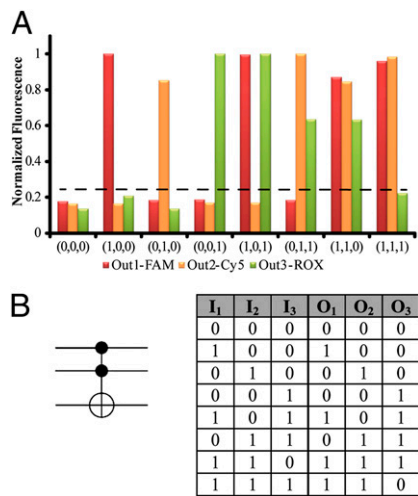 A
Normalized Fluorescence
1
0.8
0.6
0.4
0.2
0
(0,0,0) (1,0,0) (0,1,0) (0,0,1) (1,0,1) (0,1,1) (1,1,0) (1,1,1)
Out1-FAM Out2-Cy5 Out3-ROX
B
I1 I2 I3 O1 O2 O3
0 0 0 0 0 0
1 0 0 1 0 0
0 1 0 0 1 0
0 0 1 0 0 1
1 0 1 1 0 1
0 1 1 0 1 1
1 1 0 1 1 1
1 1 1 1 1 0